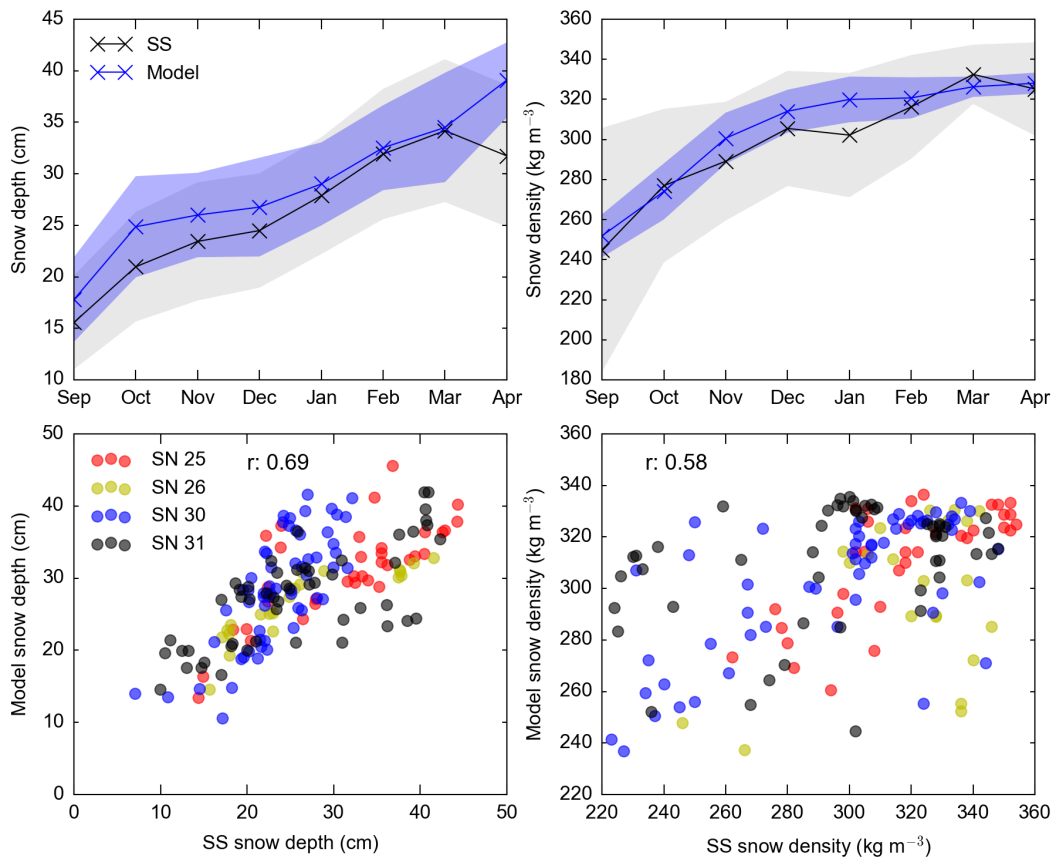 45
40
35
30
25
20
15
10
Snow depth (cm)
SS
Model
Sep Oct Nov Dec Jan Feb Mar Apr
360
340
320
300
280
260
240
220
200
180
Snow density (kg m⁻³)
Sep Oct Nov Dec Jan Feb Mar Apr
50
40
30
20
10
0
Model snow depth (cm)
SN 25
SN 26
SN 30
SN 31
r: 0.69
0 10 20 30 40 50
SS snow depth (cm)
360
340
320
300
280
260
240
220
Model snow density (kg m⁻³)
r: 0.58
220 240 260 280 300 320 340 360
SS snow density (kg m⁻³)